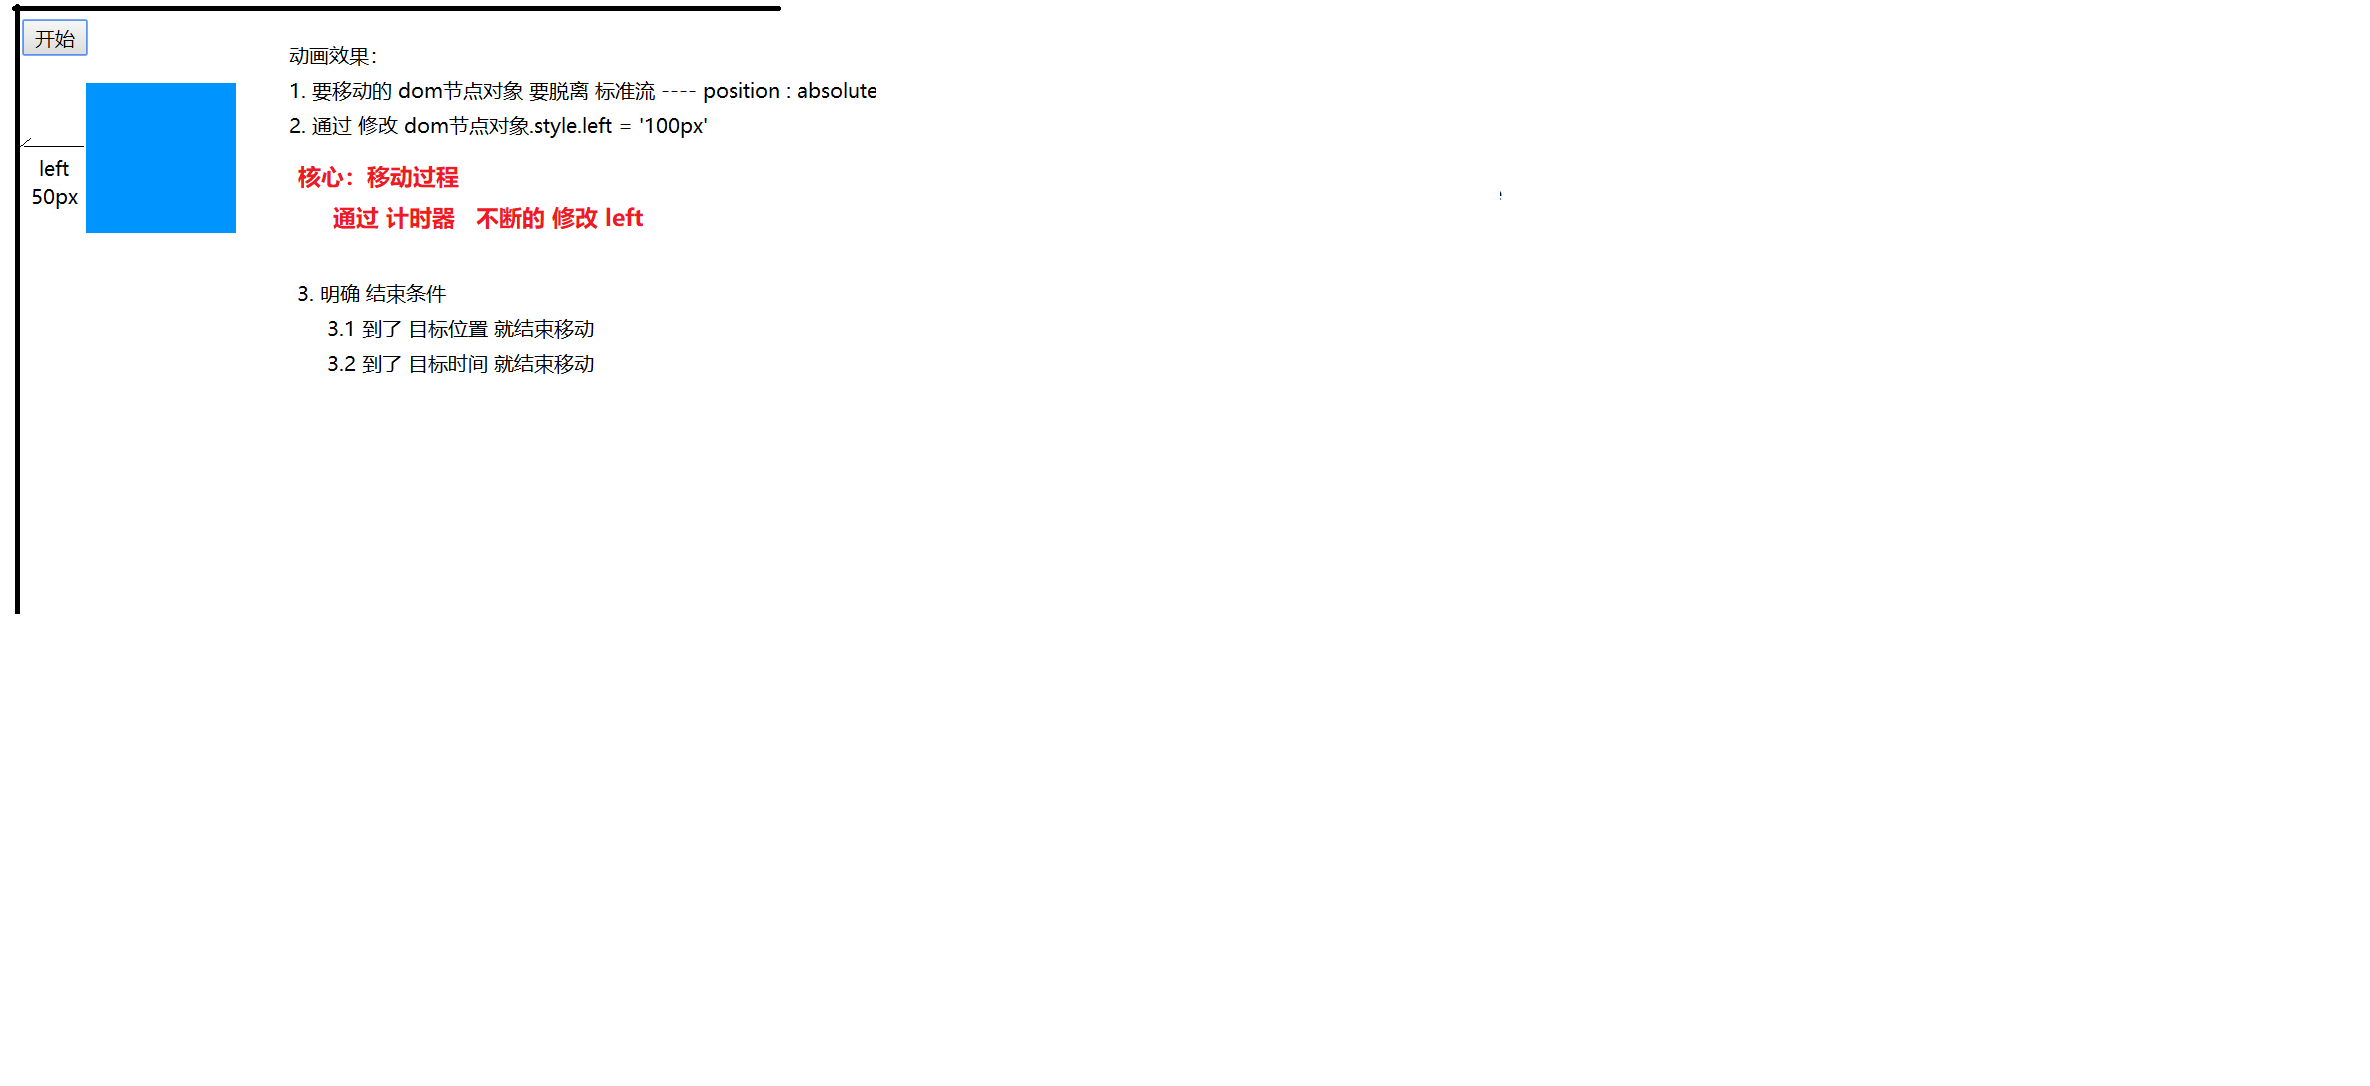 开始
动画效果：
1. 要移动的 dom节点对象 要脱离 标准流 ---- position : absolute
2. 通过 修改 dom节点对象.style.left = '100px'
left
50px
核心：移动过程
通过 计时器 不断的 修改 left
3. 明确 结束条件
3.1 到了 目标位置 就结束移动
3.2 到了 目标时间 就结束移动